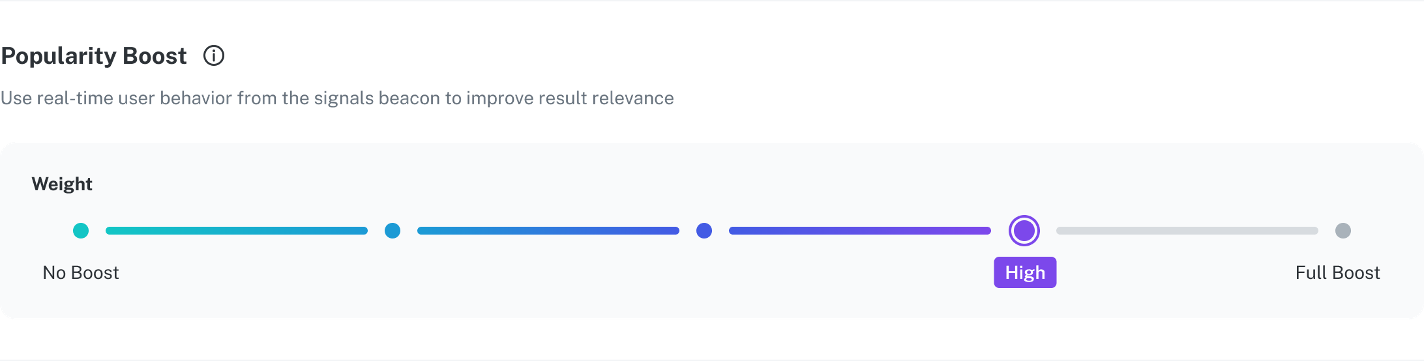 Popularity Boost
Use real-time user behavior from the signals beacon to improve result relevance
Weight
No Boost
High
Full Boost